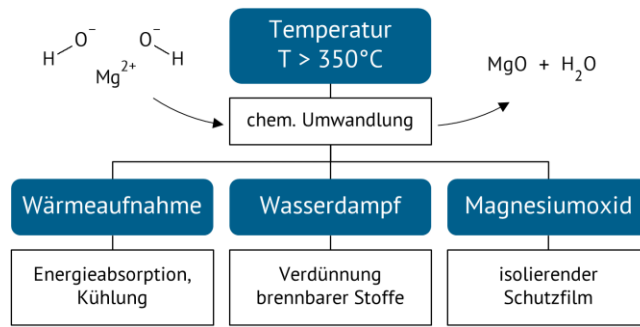 H O⁻ O⁻ H
Mg²⁺
Temperatur
T > 350°C
MgO + H₂O
chem. Umwandlung
Wärmeaufnahme
Energieabsorption,
Kühlung
Wasserdampf
Verdünnung
brennbarer Stoffe
Magnesiumoxid
isolierender
Schutzfilm